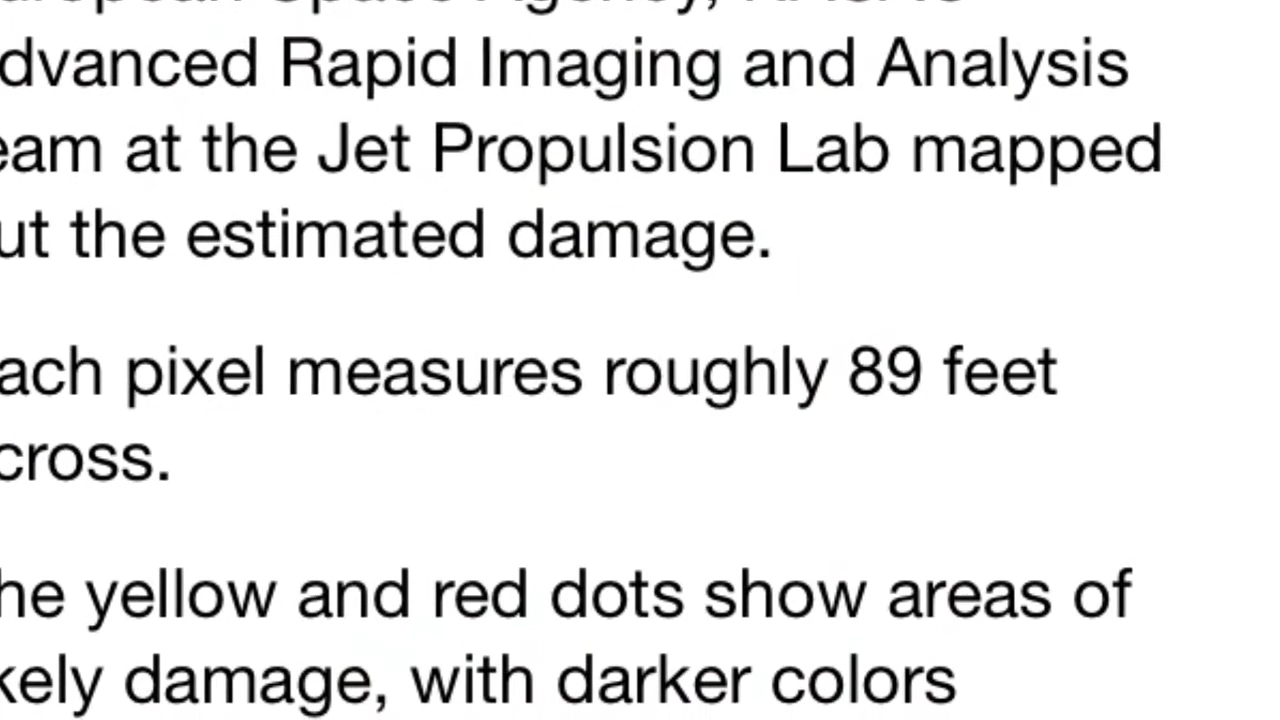 dvanced Rapid Imaging and Analysis
eam at the Jet Propulsion Lab mapped
ut the estimated damage.
ach pixel measures roughly 89 feet
cross.
he yellow and red dots show areas of
kely damage, with darker colors